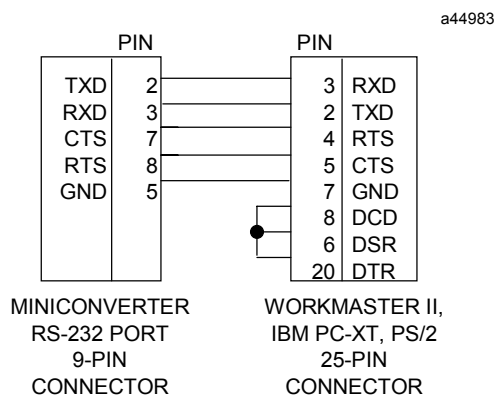 a44983
PIN PIN
TXD 2 3 RXD
RXD 3 2 TXD
CTS 7 4 RTS
RTS 8 5 CTS
GND 5 7 GND
8 DCD
6 DSR
20 DTR
MINICONVERTER WORKMASTER II,
RS-232 PORT IBM PC-XT, PS/2
9-PIN 25-PIN
CONNECTOR CONNECTOR